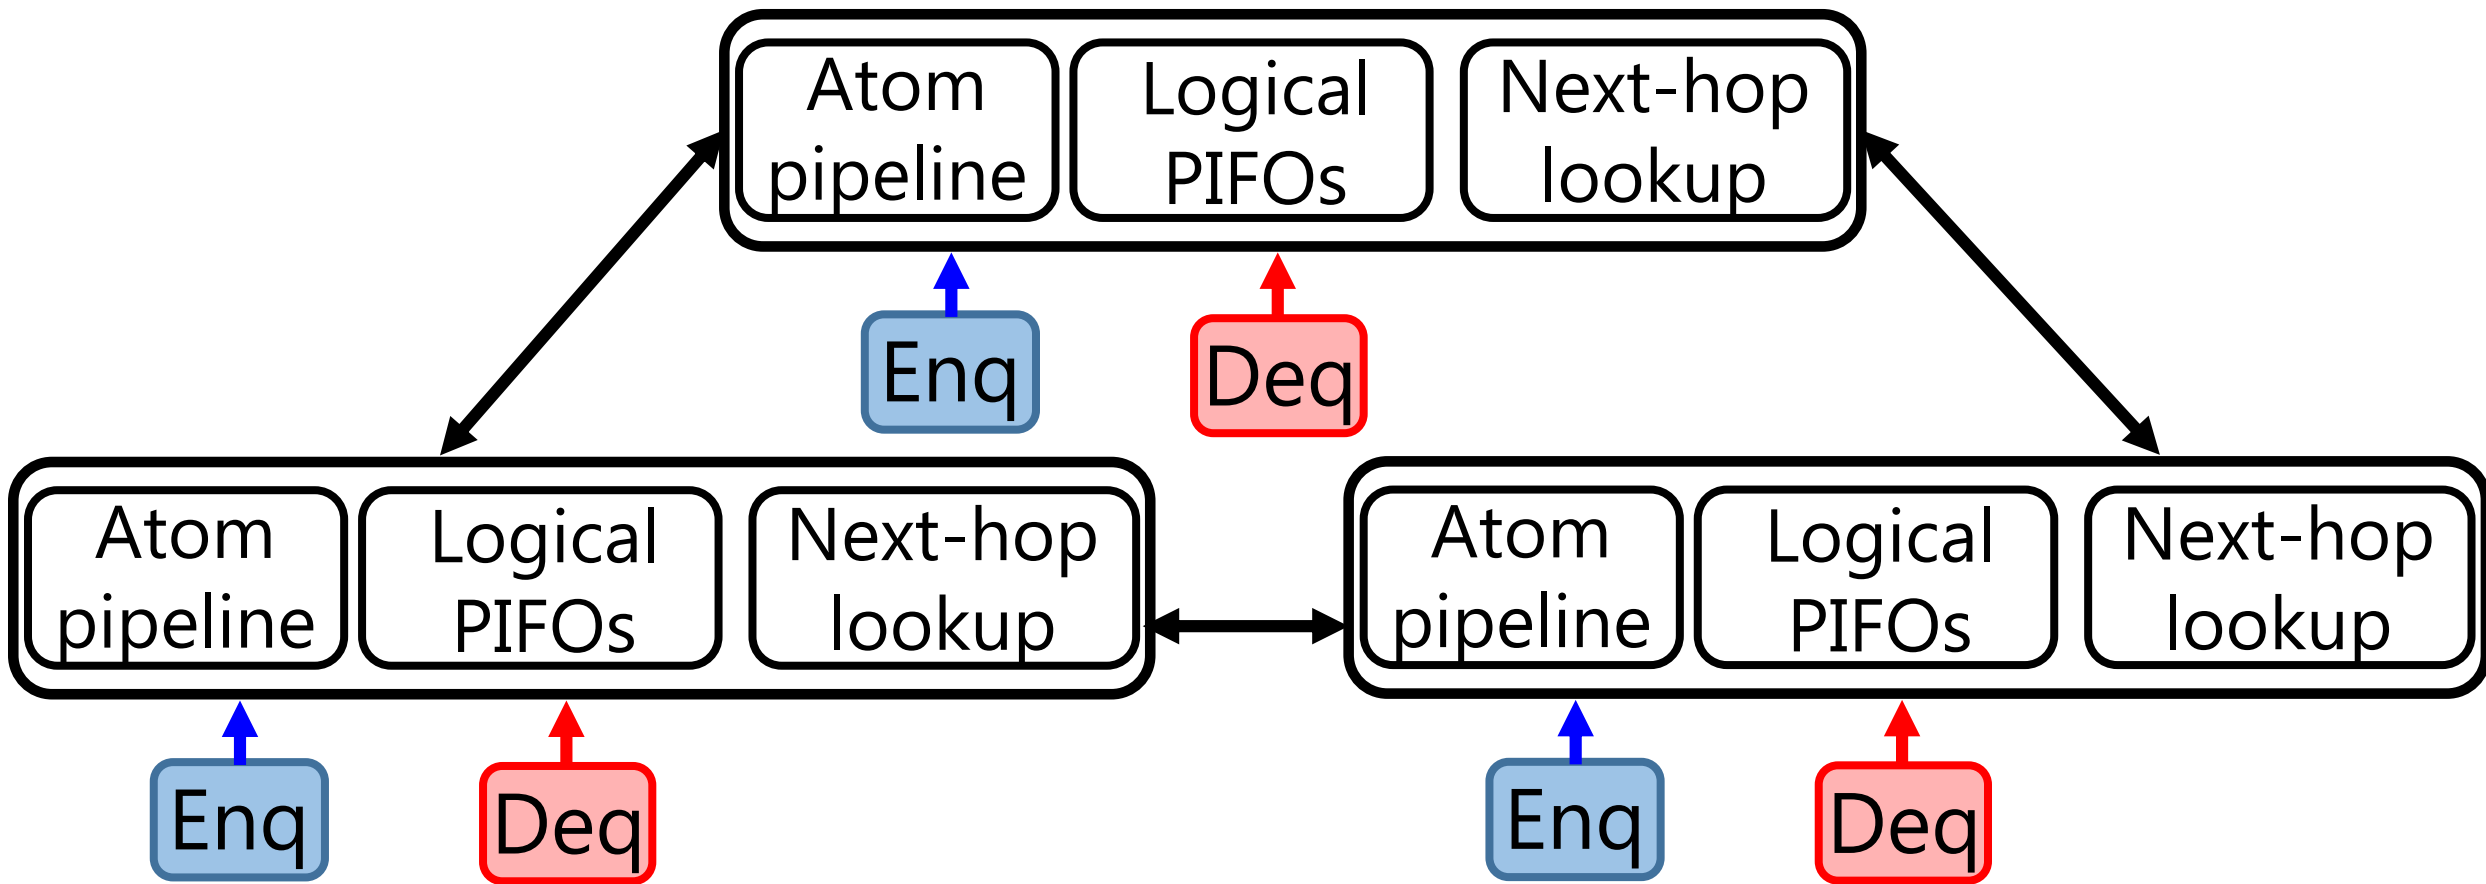 Atom
pipeline
Logical
PIFOs
Next-hop
lookup
Enq
Deq
Atom
pipeline
Logical
PIFOs
Next-hop
lookup
Enq
Deq
Atom
pipeline
Logical
PIFOs
Next-hop
lookup
Enq
Deq